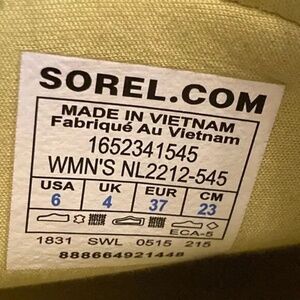 SOREL.COM
MADE IN VIETNAM
Fabriqué Au Vietnam
1652341545
WMN'S NL2212-545
USA UK EUR CM
6 4 37 23
ECA-5
1831 SWL 0515 215
888664921448